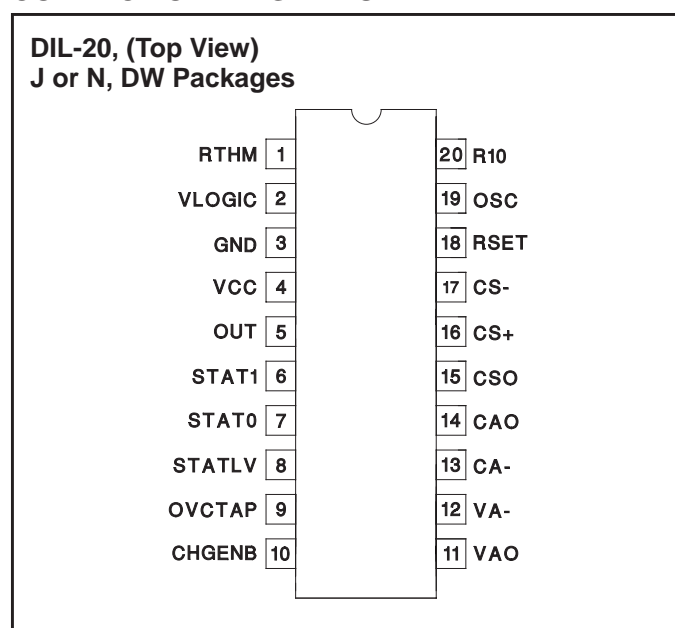 DIL-20, (Top View)
J or N, DW Packages
RTHM 1 20 R10
VLOGIC 2 19 OSC
GND 3 18 RSET
VCC 4 17 CS-
OUT 5 16 CS+
STAT1 6 15 CSO
STAT0 7 14 CAO
STATLV 8 13 CA-
OVCTAP 9 12 VA-
CHGENB 10 11 VAO